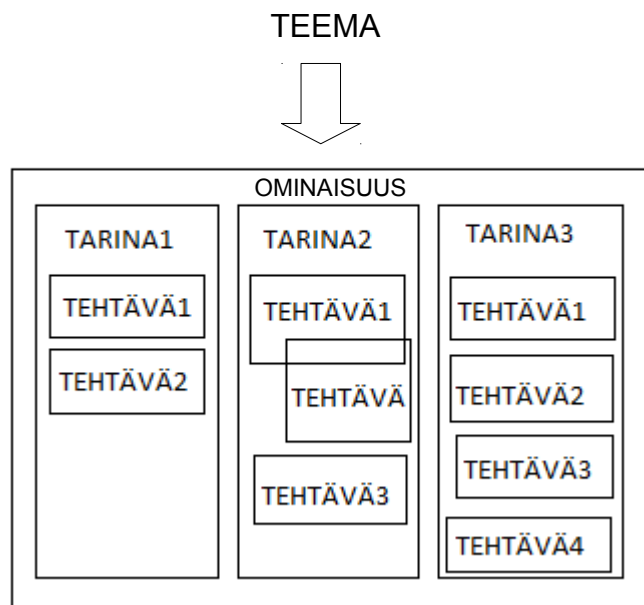 TEEMA
OMINAISUUS
TARINA1
TEHTÄVÄ1
TEHTÄVÄ2
TARINA2
TEHTÄVÄ1
TEHTÄVÄ
TEHTÄVÄ3
TARINA3
TEHTÄVÄ1
TEHTÄVÄ2
TEHTÄVÄ3
TEHTÄVÄ4